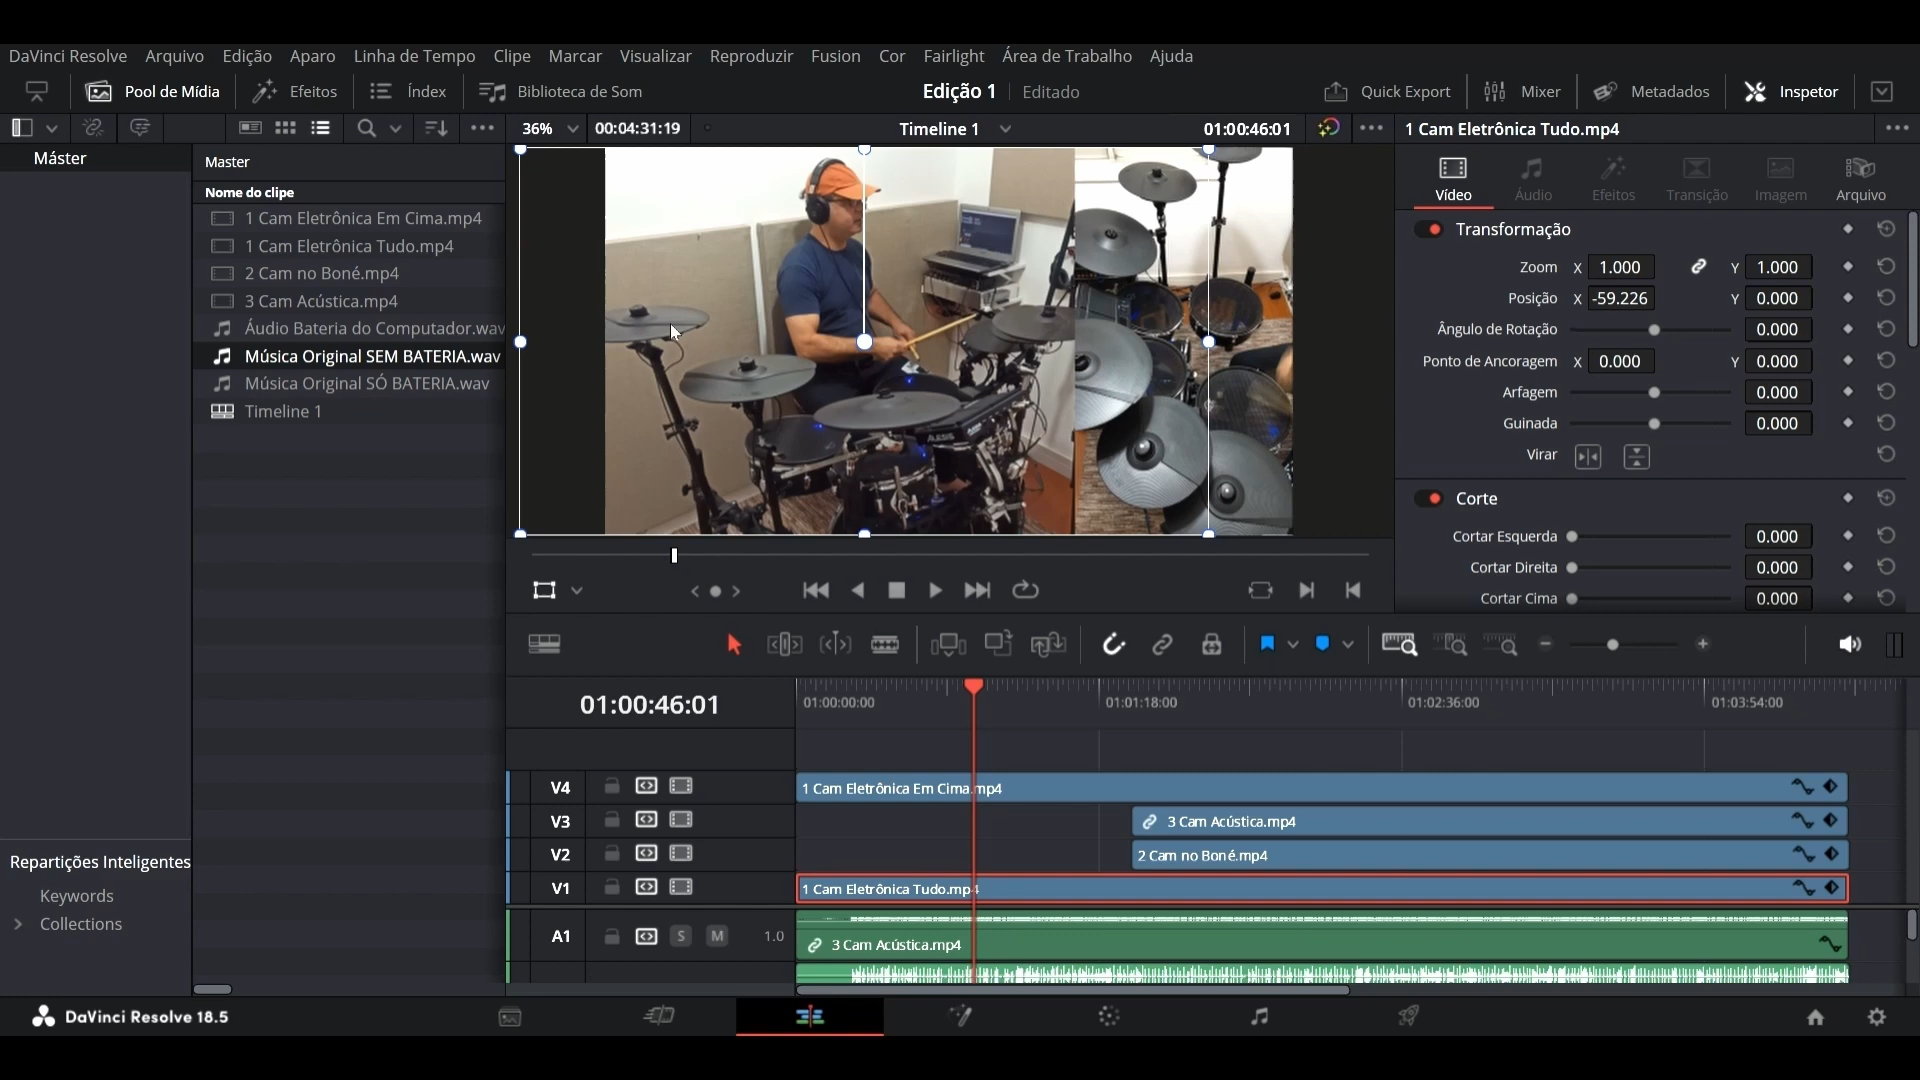 DaVinci Resolve Arquivo Edição Aparo Linha de Tempo Clipe Marcar Visualizar Reproduzir Fusion Cor Fairlight Área de Trabalho Ajuda
Pool de Mídia Efeitos Índex Biblioteca de Som Edição 1 Editado Quick Export Mixer Metadados Inspetor
36% 00:04:31:19 Timeline 1 01:00:46:01 1 Cam Eletrônica Tudo.mp4
Máster
Master
Nome do clipe
1 Cam Eletrônica Em Cima.mp4
1 Cam Eletrônica Tudo.mp4
2 Cam no Boné.mp4
3 Cam Acústica.mp4
Áudio Bateria do Computador.wav
Música Original SEM BATERIA.wav
Música Original SÓ BATERIA.wav
Timeline 1
Repartições Inteligentes
Keywords
Collections
ALESIS
Vídeo Áudio Efeitos Transição Imagem Arquivo
Transformação
Zoom X 1.000 Y 1.000
Posição X -59.226 Y 0.000
Ângulo de Rotação 0.000
Ponto de Ancoragem X 0.000 Y 0.000
Arfagem 0.000
Guinada 0.000
Virar
Corte
Cortar Esquerda 0.000
Cortar Direita 0.000
Cortar Cima 0.000
01:00:46:01 01:00:00:00 01:01:18:00 01:02:36:00 01:03:54:00
V4 1 Cam Eletrônica Em Cima.mp4
V3 3 Cam Acústica.mp4
V2 2 Cam no Boné.mp4
V1 1 Cam Eletrônica Tudo.mp4
A1 S M 1.0 3 Cam Acústica.mp4
DaVinci Resolve 18.5